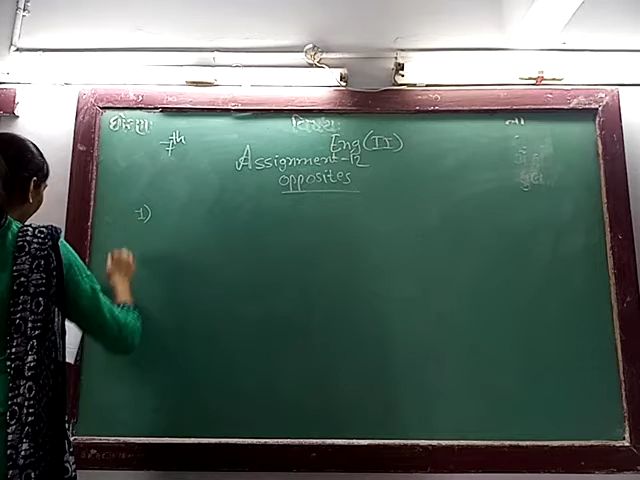 ધોરણ: વિષય: તા
7th Eng (II)
Assignment-12
opposites
1)